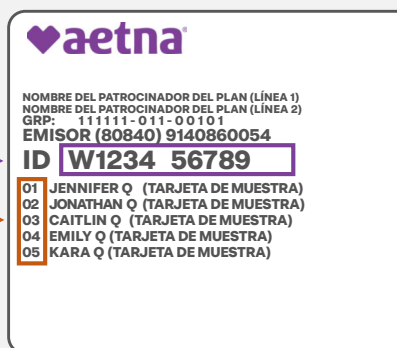 aetna
NOMBRE DEL PATROCINADOR DEL PLAN (LÍNEA 1)
NOMBRE DEL PATROCINADOR DEL PLAN (LÍNEA 2)
GRP: 111111-011-00101
EMISOR (80840) 9140860054
ID W1234 56789
01 JENNIFER Q (TARJETA DE MUESTRA)
02 JONATHAN Q (TARJETA DE MUESTRA)
03 CAITLIN Q (TARJETA DE MUESTRA)
04 EMILY Q (TARJETA DE MUESTRA)
05 KARA Q (TARJETA DE MUESTRA)